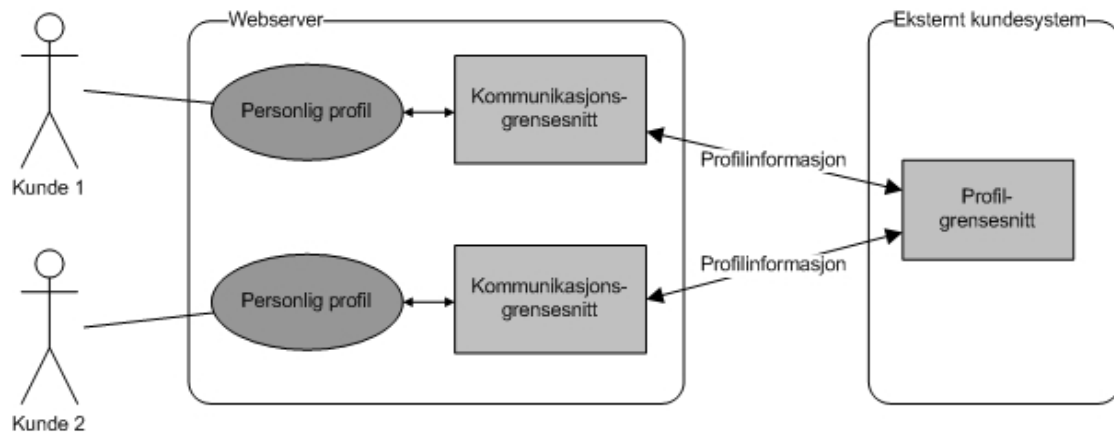 Webserver
Eksternt kundesystem
Personlig profil
Kommunikasjons-
grensesnitt
Profilinformasjon
Kunde 1
Profil-
grensesnitt
Personlig profil
Kommunikasjons-
grensesnitt
Profilinformasjon
Kunde 2